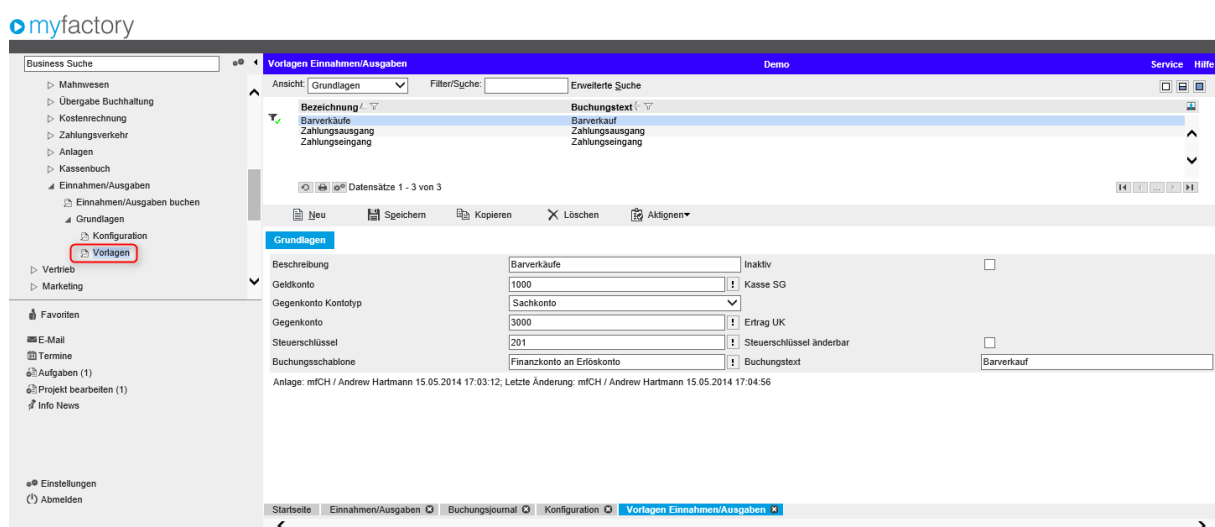 myfactory
Business Suche
Mahnwesen
Übergabe Buchhaltung
Kostenrechnung
Zahlungsverkehr
Anlagen
Kassenbuch
Einnahmen/Ausgaben
Einnahmen/Ausgaben buchen
Grundlagen
Konfiguration
Vorlagen
Vertrieb
Marketing
Favoriten
E-Mail
Termine
Aufgaben (1)
Projekt bearbeiten (1)
Info News
Einstellungen
Abmelden
Vorlagen Einnahmen/Ausgaben Demo Service Hilfe
Ansicht: Grundlagen Filter/Suche: Erweiterte Suche
Bezeichnung Buchungstext
Barverkäufe Barverkauf
Zahlungsausgang Zahlungsausgang
Zahlungseingang Zahlungseingang
Datensätze 1 - 3 von 3 ...
Neu Speichern Kopieren Löschen Aktionen
Grundlagen
Beschreibung Barverkäufe Inaktiv
Geldkonto 1000 ! Kasse SG
Gegenkonto Kontotyp Sachkonto
Gegenkonto 3000 ! Ertrag UK
Steuerschlüssel 201 ! Steuerschlüssel änderbar
Buchungsschablone Finanzkonto an Erlöskonto ! Buchungstext Barverkauf
Anlage: mfCH / Andrew Hartmann 15.05.2014 17:03:12; Letzte Änderung: mfCH / Andrew Hartmann 15.05.2014 17:04:56
Startseite Einnahmen/Ausgaben Buchungsjournal Konfiguration Vorlagen Einnahmen/Ausgaben